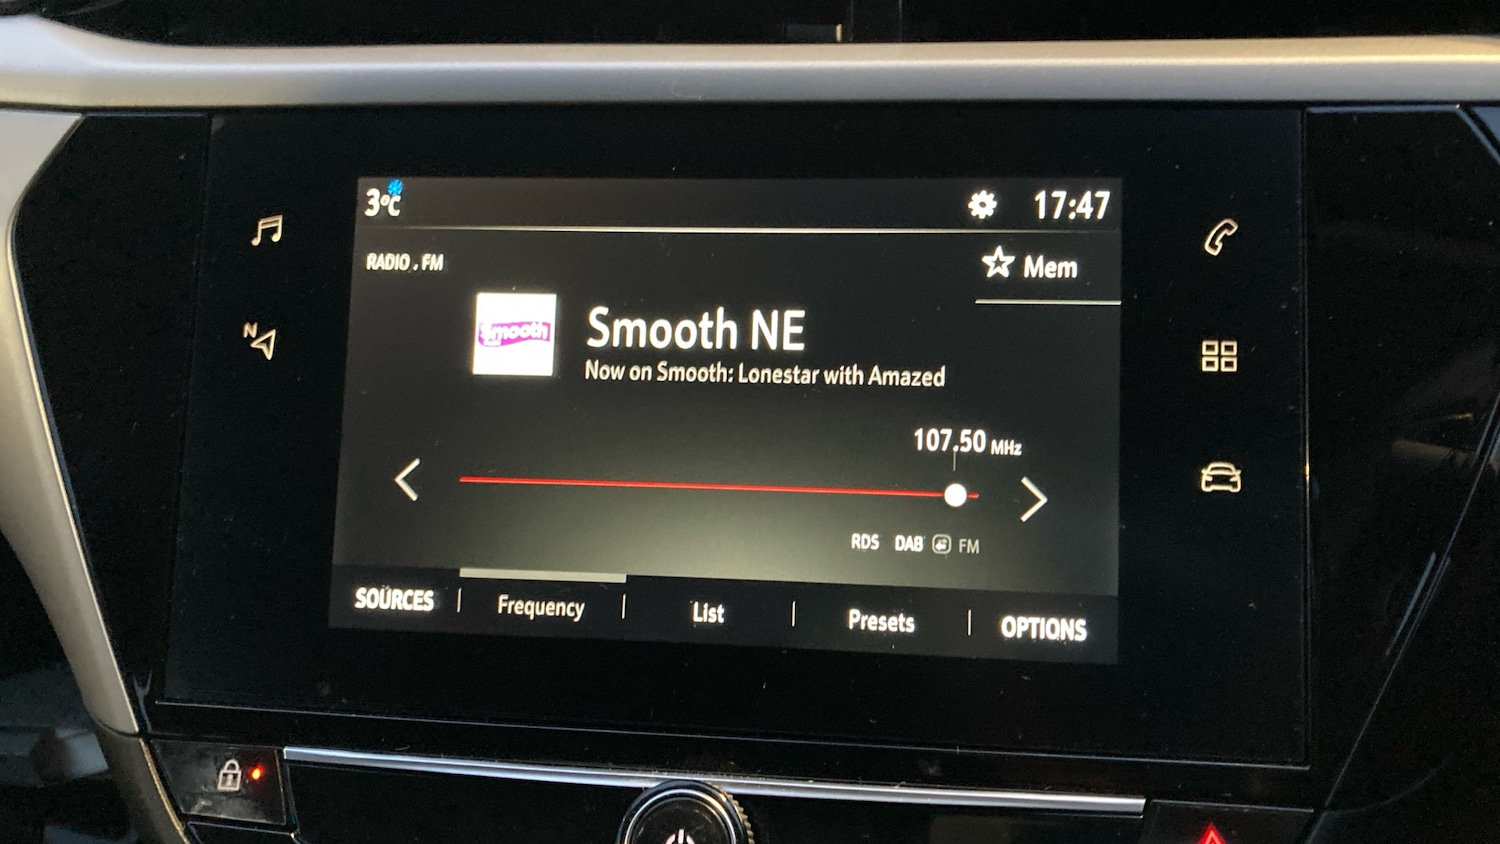 3°C
17:47
RADIO . FM
Mem
Smooth
Smooth NE
Now on Smooth: Lonestar with Amazed
107.50 MHz
RDS DAB FM
SOURCES | Frequency | List | Presets | OPTIONS
N